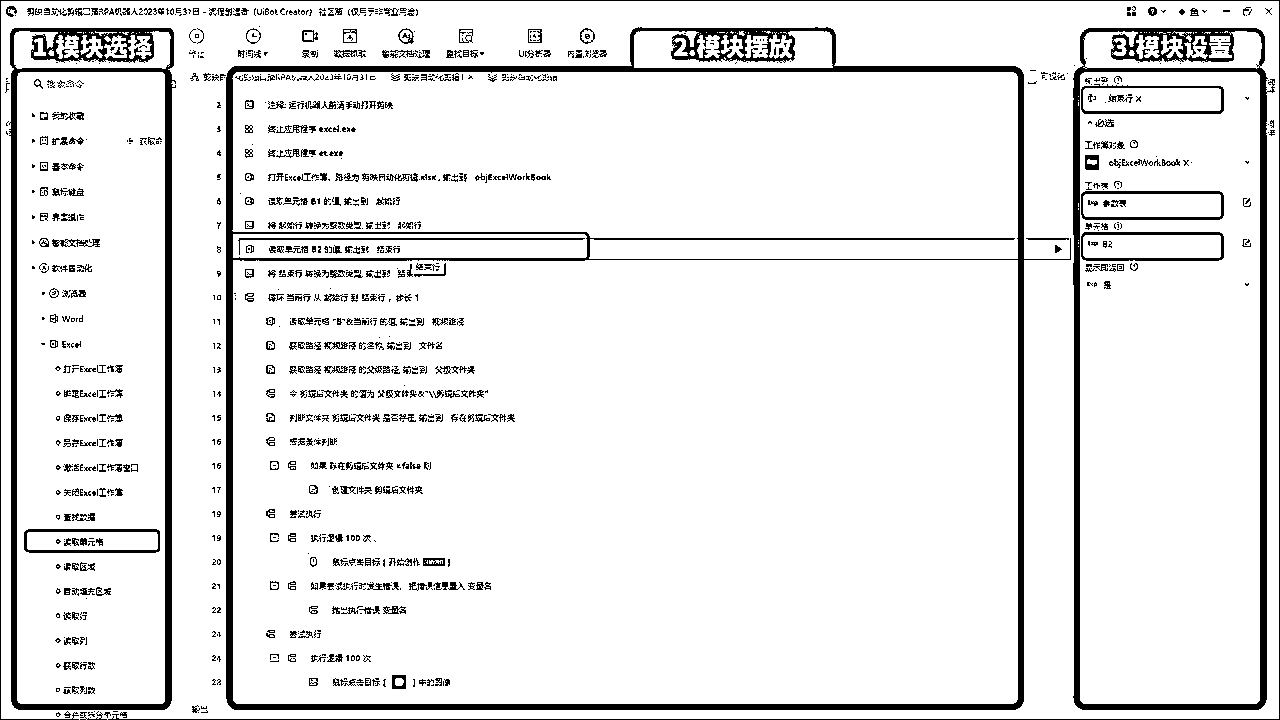 剪映自动化剪辑口播RPA机器人2023年10月31日 - 流程创造者 (UiBot Creator) 社区版 (仅用于非商业用途)
1.模块选择
2.模块摆放
3.模块设置
停止
时间线
录制
数据抓取
智能文档处理
查找目标
UI分析器
内置浏览器
搜索命令
扩展命令
基本命令
鼠标键盘
界面操作
智能文档处理
软件自动化
浏览器
Word
Excel
打开Excel工作簿
绑定Excel工作簿
保存Excel工作簿
另存Excel工作簿
激活Excel工作簿窗口
关闭Excel工作簿
查找数据
读取单元格
读取区域
自动填充区域
读取行
读取列
获取行数
获取列数
合并或拆分单元格
2 注释: 运行机器人前请手动打开剪映
3 终止应用程序 excel.exe
4 终止应用程序 et.exe
5 打开Excel工作簿, 路径为 剪映自动化剪辑.xlsx , 输出到 objExcelWorkBook
6 读取单元格 B1 的值, 输出到 起始行
7 将 起始行 转换为整数类型, 输出到 起始行
8 读取单元格 B2 的值, 输出到 结束行
结束行
9 将 结束行 转换为整数类型, 输出到
10 循环 当前行 从 起始行 到 结束行 , 步长 1
11 读取单元格 "B"&当前行 的值, 输出到 视频路径
12 获取路径 视频路径 的名称, 输出到 文件名
13 获取路径 视频路径 的父级路径, 输出到 父级文件夹
14 令 剪辑后文件夹 的值为 父级文件夹&"\\剪辑后文件夹"
15 判断文件夹 剪辑后文件夹 是否存在, 输出到 存在剪辑后文件夹
16 根据条件判断
16 如果 存在剪辑后文件夹 =false 则
17 创建文件夹 剪辑后文件夹
19 尝试执行
19 执行逻辑 100 次 ,
20 鼠标点击目标 [ 开始创作 ]
21 如果尝试执行时发生错误, 把错误信息置入 变量名
22 抛出执行错误 变量名
24 尝试执行
24 执行逻辑 100 次
23 鼠标点击目标 [ ] 中的图像
输出
可视化
输出到
结束行 X
必选
工作簿对象
objExcelWorkBook X
工作表
参数表
单元格
B2
显示即返回
是